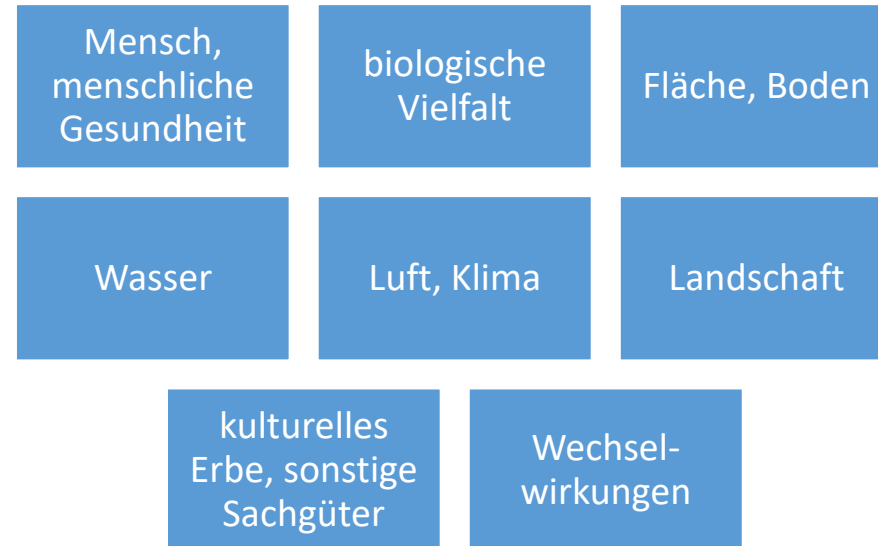 Mensch,
menschliche
Gesundheit
biologische
Vielfalt
Fläche, Boden
Wasser
Luft, Klima
Landschaft
kulturelles
Erbe, sonstige
Sachgüter
Wechsel-
wirkungen